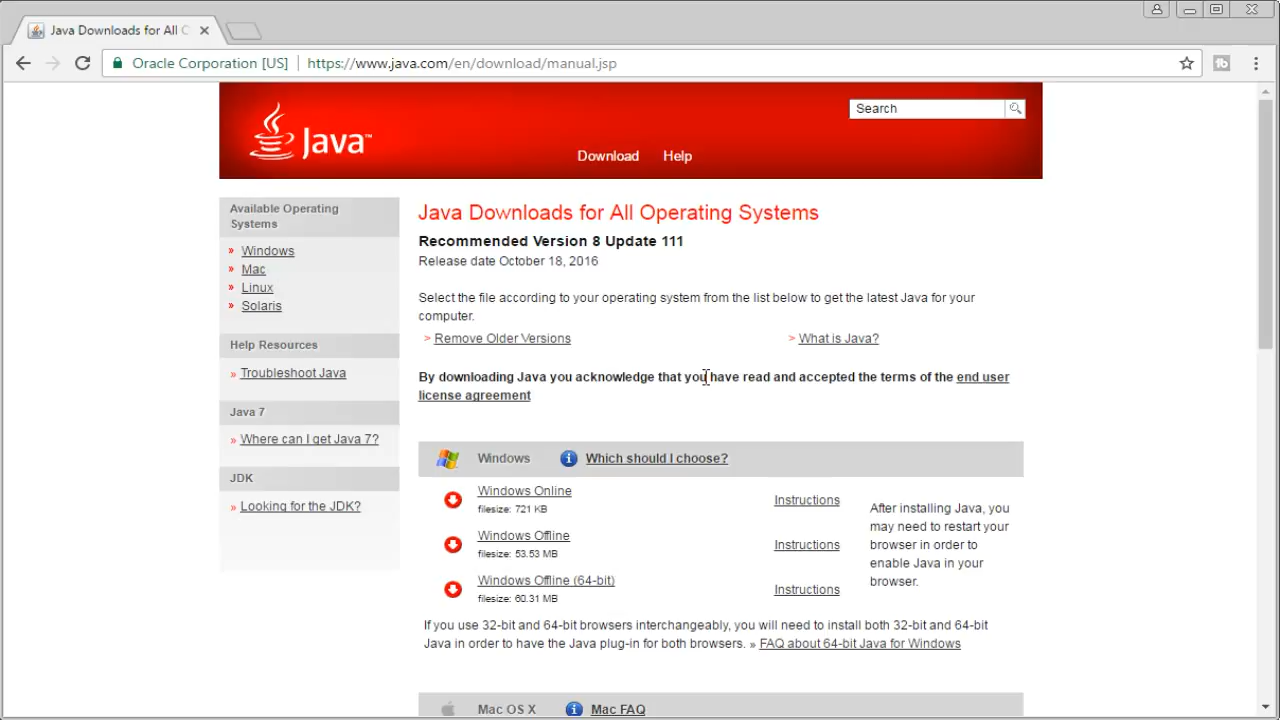 Java Downloads for All O
Oracle Corporation [US] https://www.java.com/en/download/manual.jsp
Java™
Search
Download Help
Available Operating
Systems
» Windows
» Mac
» Linux
» Solaris
Help Resources
» Troubleshoot Java
Java 7
» Where can I get Java 7?
JDK
» Looking for the JDK?
Java Downloads for All Operating Systems
Recommended Version 8 Update 111
Release date October 18, 2016
Select the file according to your operating system from the list below to get the latest Java for your
computer.
> Remove Older Versions > What is Java?
By downloading Java you acknowledge that you have read and accepted the terms of the end user
license agreement
Windows Which should I choose?
Windows Online
filesize: 721 KB
Instructions
Windows Offline
filesize: 53.53 MB
Instructions
Windows Offline (64-bit)
filesize: 60.31 MB
Instructions
After installing Java, you
may need to restart your
browser in order to
enable Java in your
browser.
If you use 32-bit and 64-bit browsers interchangeably, you will need to install both 32-bit and 64-bit
Java in order to have the Java plug-in for both browsers. » FAQ about 64-bit Java for Windows
Mac OS X Mac FAQ